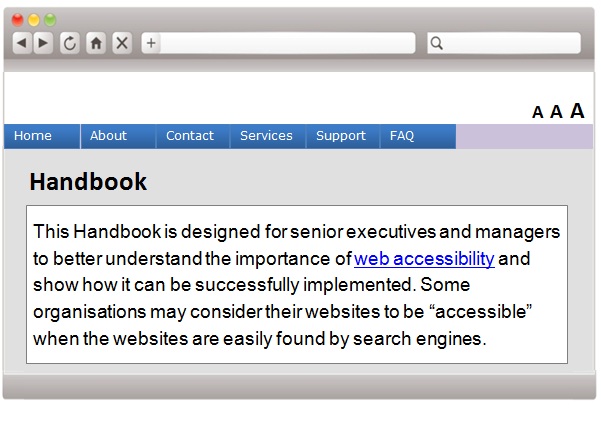 A A A
Home About Contact Services Support FAQ
Handbook
This Handbook is designed for senior executives and managers
to better understand the importance of web accessibility and
show how it can be successfully implemented. Some
organisations may consider their websites to be “accessible”
when the websites are easily found by search engines.